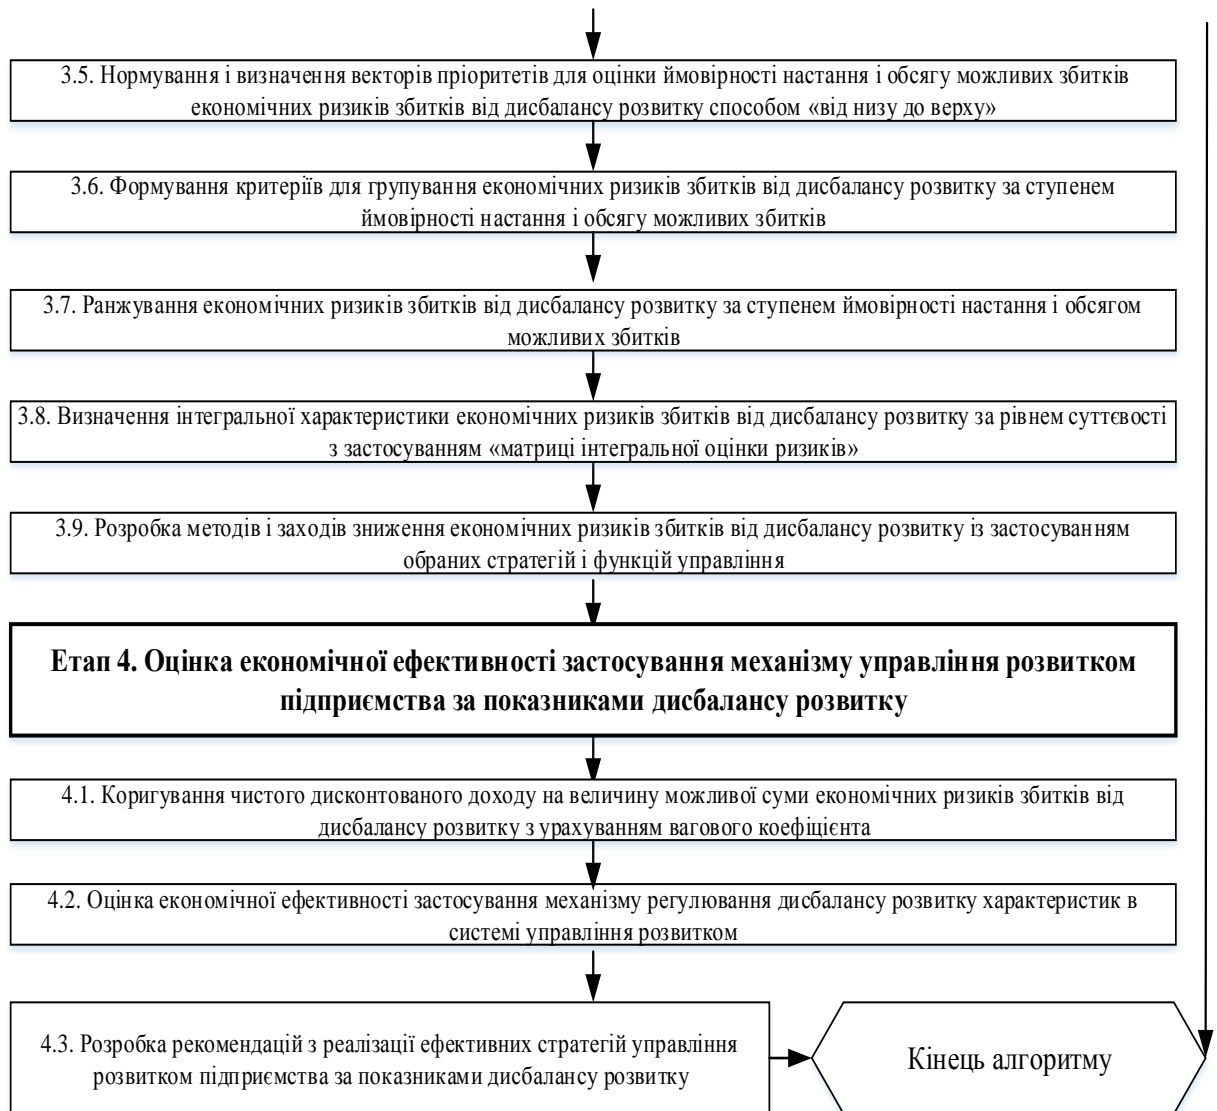 3.5. Нормування і визначення векторів пріоритетів для оцінки ймовірності настання і обсягу можливих збитків
економічних ризиків збитків від дисбалансу розвитку способом «від низу до верху»
3.6. Формування критеріїв для групування економічних ризиків збитків від дисбалансу розвитку за ступенем
ймовірності настання і обсягу можливих збитків
3.7. Ранжування економічних ризиків збитків від дисбалансу розвитку за ступенем ймовірності настання і обсягом
можливих збитків
3.8. Визначення інтегральної характеристики економічних ризиків збитків від дисбалансу розвитку за рівнем суттєвості
з застосуванням «матриці інтегральної оцінки ризиків»
3.9. Розробка методів і заходів зниження економічних ризиків збитків від дисбалансу розвитку із застосуванням
обраних стратегій і функцій управління
Етап 4. Оцінка економічної ефективності застосування механізму управління розвитком
підприємства за показниками дисбалансу розвитку
4.1. Коригування чистого дисконтованого доходу на величину можливої суми економічних ризиків збитків від
дисбалансу розвитку з урахуванням вагового коефіцієнта
4.2. Оцінка економічної ефективності застосування механізму регулювання дисбалансу розвитку характеристик в
системі управління розвитком
4.3. Розробка рекомендацій з реалізації ефективних стратегій управління
розвитком підприємства за показниками дисбалансу розвитку
Кінець алгоритму